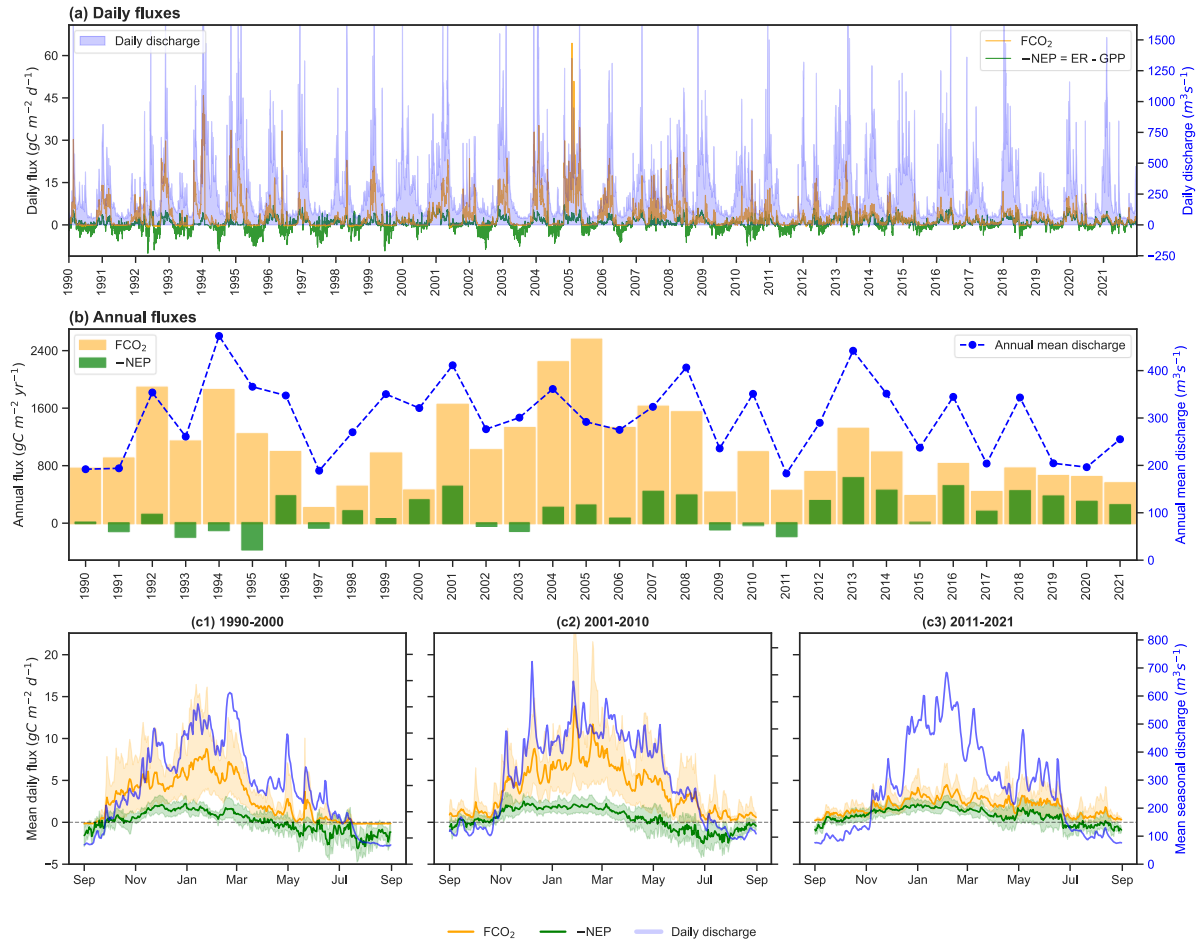 (a) Daily fluxes
Daily discharge
FCO₂
−NEP = ER - GPP
Daily flux (gC m⁻² d⁻¹)
60
45
30
15
0
Daily discharge (m³s⁻¹)
1500
1250
1000
750
500
250
0
−250
1990 1991 1992 1993 1994 1995 1996 1997 1998 1999 2000 2001 2002 2003 2004 2005 2006 2007 2008 2009 2010 2011 2012 2013 2014 2015 2016 2017 2018 2019 2020 2021
(b) Annual fluxes
FCO₂
−NEP
Annual mean discharge
Annual flux (gC m⁻² yr⁻¹)
2400
1600
800
0
Annual mean discharge (m³s⁻¹)
400
300
200
100
0
1990 1991 1992 1993 1994 1995 1996 1997 1998 1999 2000 2001 2002 2003 2004 2005 2006 2007 2008 2009 2010 2011 2012 2013 2014 2015 2016 2017 2018 2019 2020 2021
(c1) 1990-2000
(c2) 2001-2010
(c3) 2011-2021
Mean daily flux (gC m⁻² d⁻¹)
20
15
10
5
0
−5
Mean seasonal discharge (m³s⁻¹)
800
700
600
500
400
300
200
100
0
Sep Nov Jan Mar May Jul Sep
Sep Nov Jan Mar May Jul Sep
Sep Nov Jan Mar May Jul Sep
FCO₂
−NEP
Daily discharge